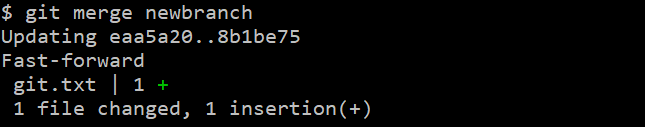 $ git merge newbranch
Updating eaa5a20..8b1be75
Fast-forward
 git.txt | 1 +
 1 file changed, 1 insertion(+)